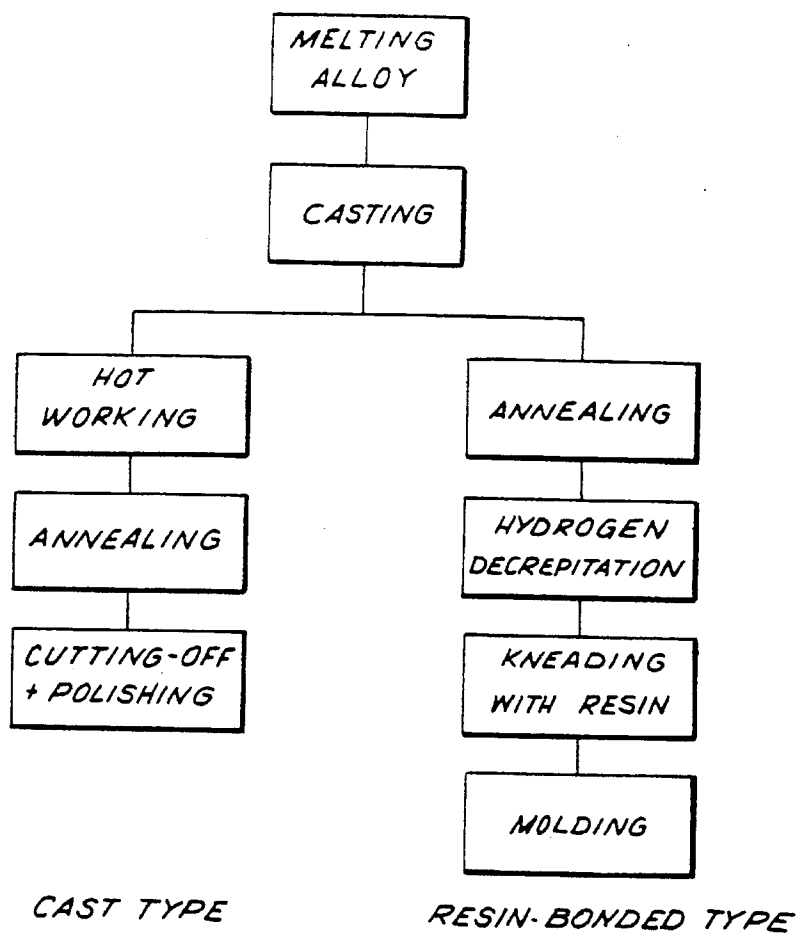 MELTING
ALLOY
CASTING
HOT
WORKING
ANNEALING
CUTTING-OFF
+ POLISHING
CAST TYPE
ANNEALING
HYDROGEN
DECREPITATION
KNEADING
WITH RESIN
MOLDING
RESIN-BONDED TYPE